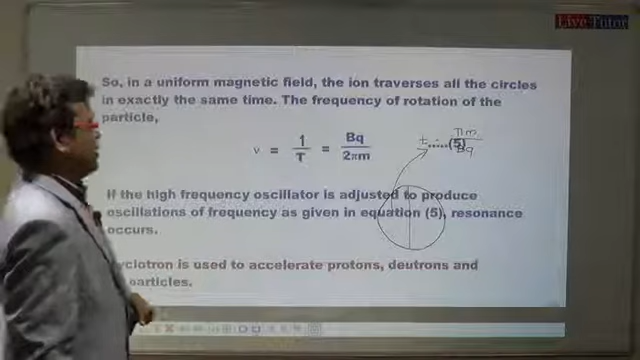 Live Tutor
So, in a uniform magnetic field, the ion traverses all the circles
in exactly the same time. The frequency of rotation of the
particle,
ν = 1/T = Bq/2πm .....(5)
πm/Bq
If the high frequency oscillator is adjusted to produce
oscillations of frequency as given in equation (5), resonance
occurs.
yclotron is used to accelerate protons, deutrons and
particles.